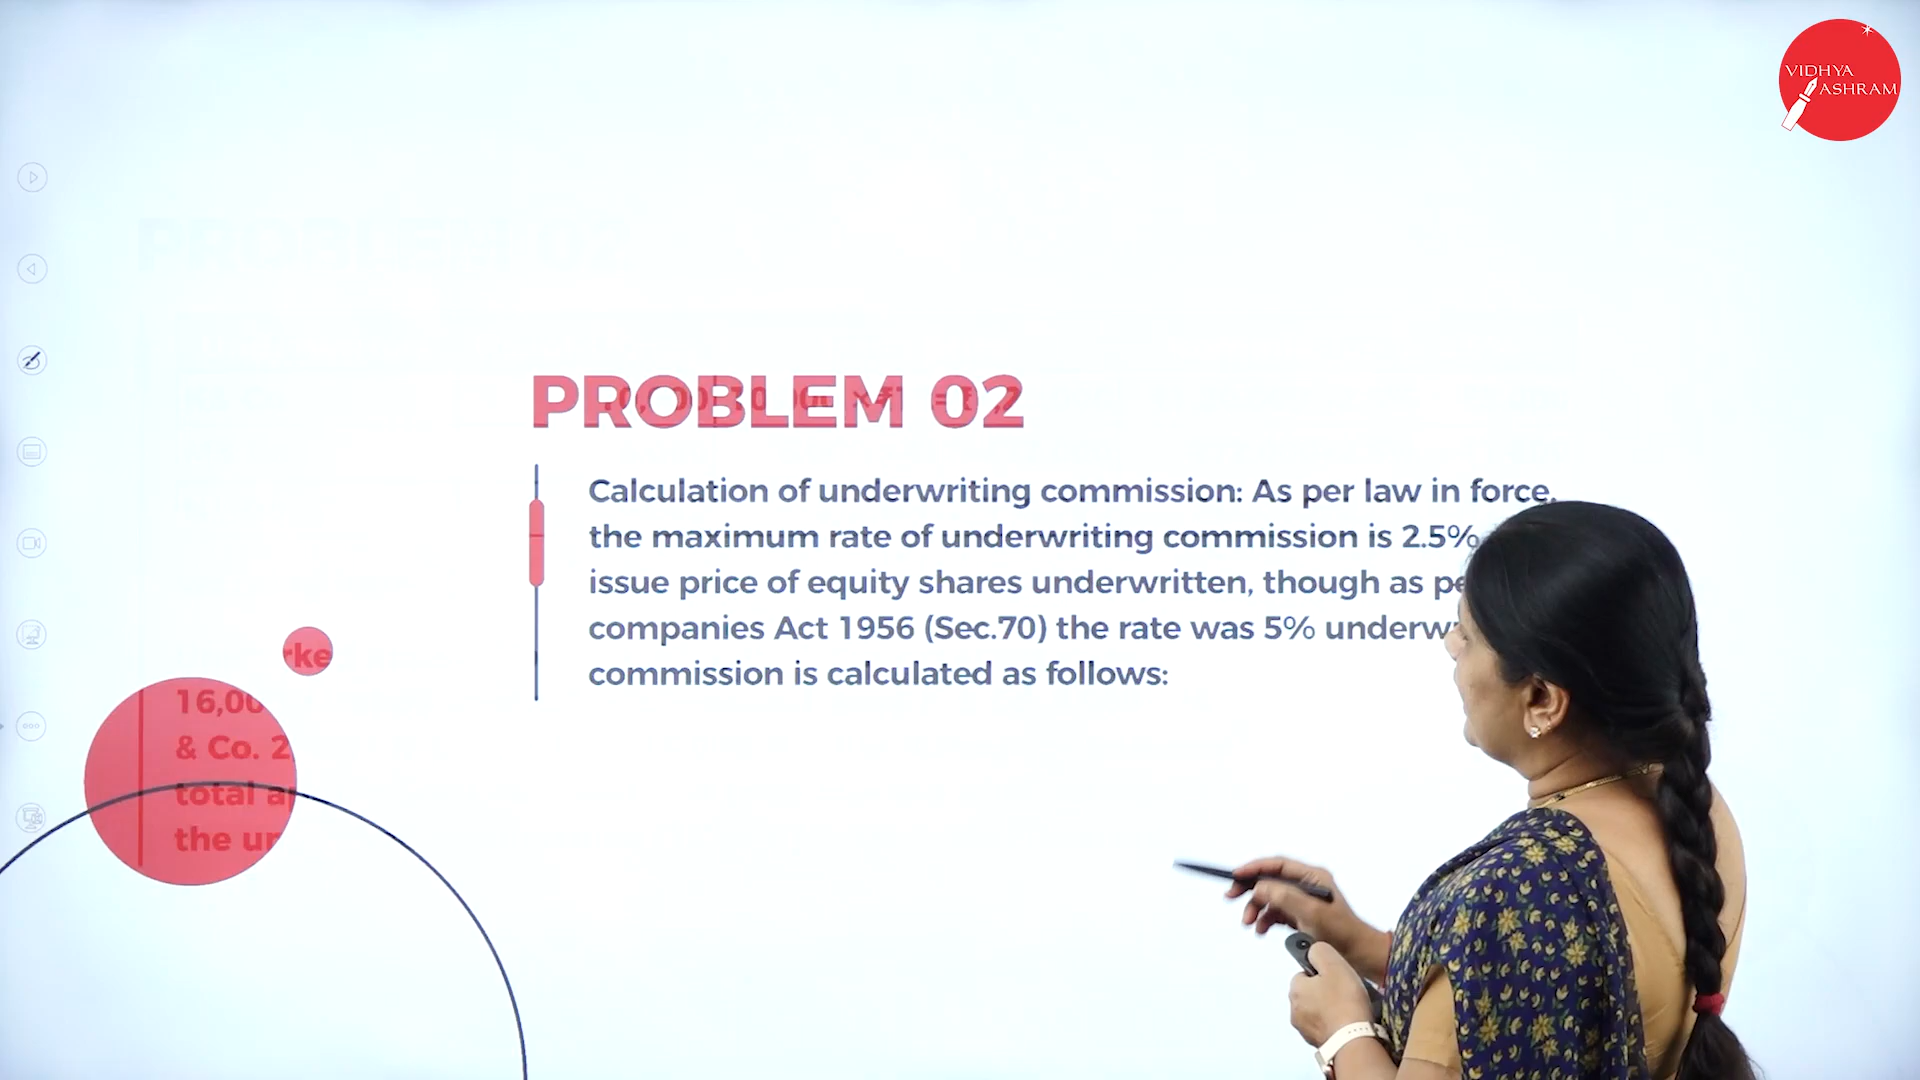 VIDHYA
ASHRAM
PROBLEM 02
Calculation of underwriting commission: As per law in force,
the maximum rate of underwriting commission is 2.5%
issue price of equity shares underwritten, though as
companies Act 1956 (Sec.70) the rate was 5%
commission is calculated as follows:
16,00
& Co. 2
total
the